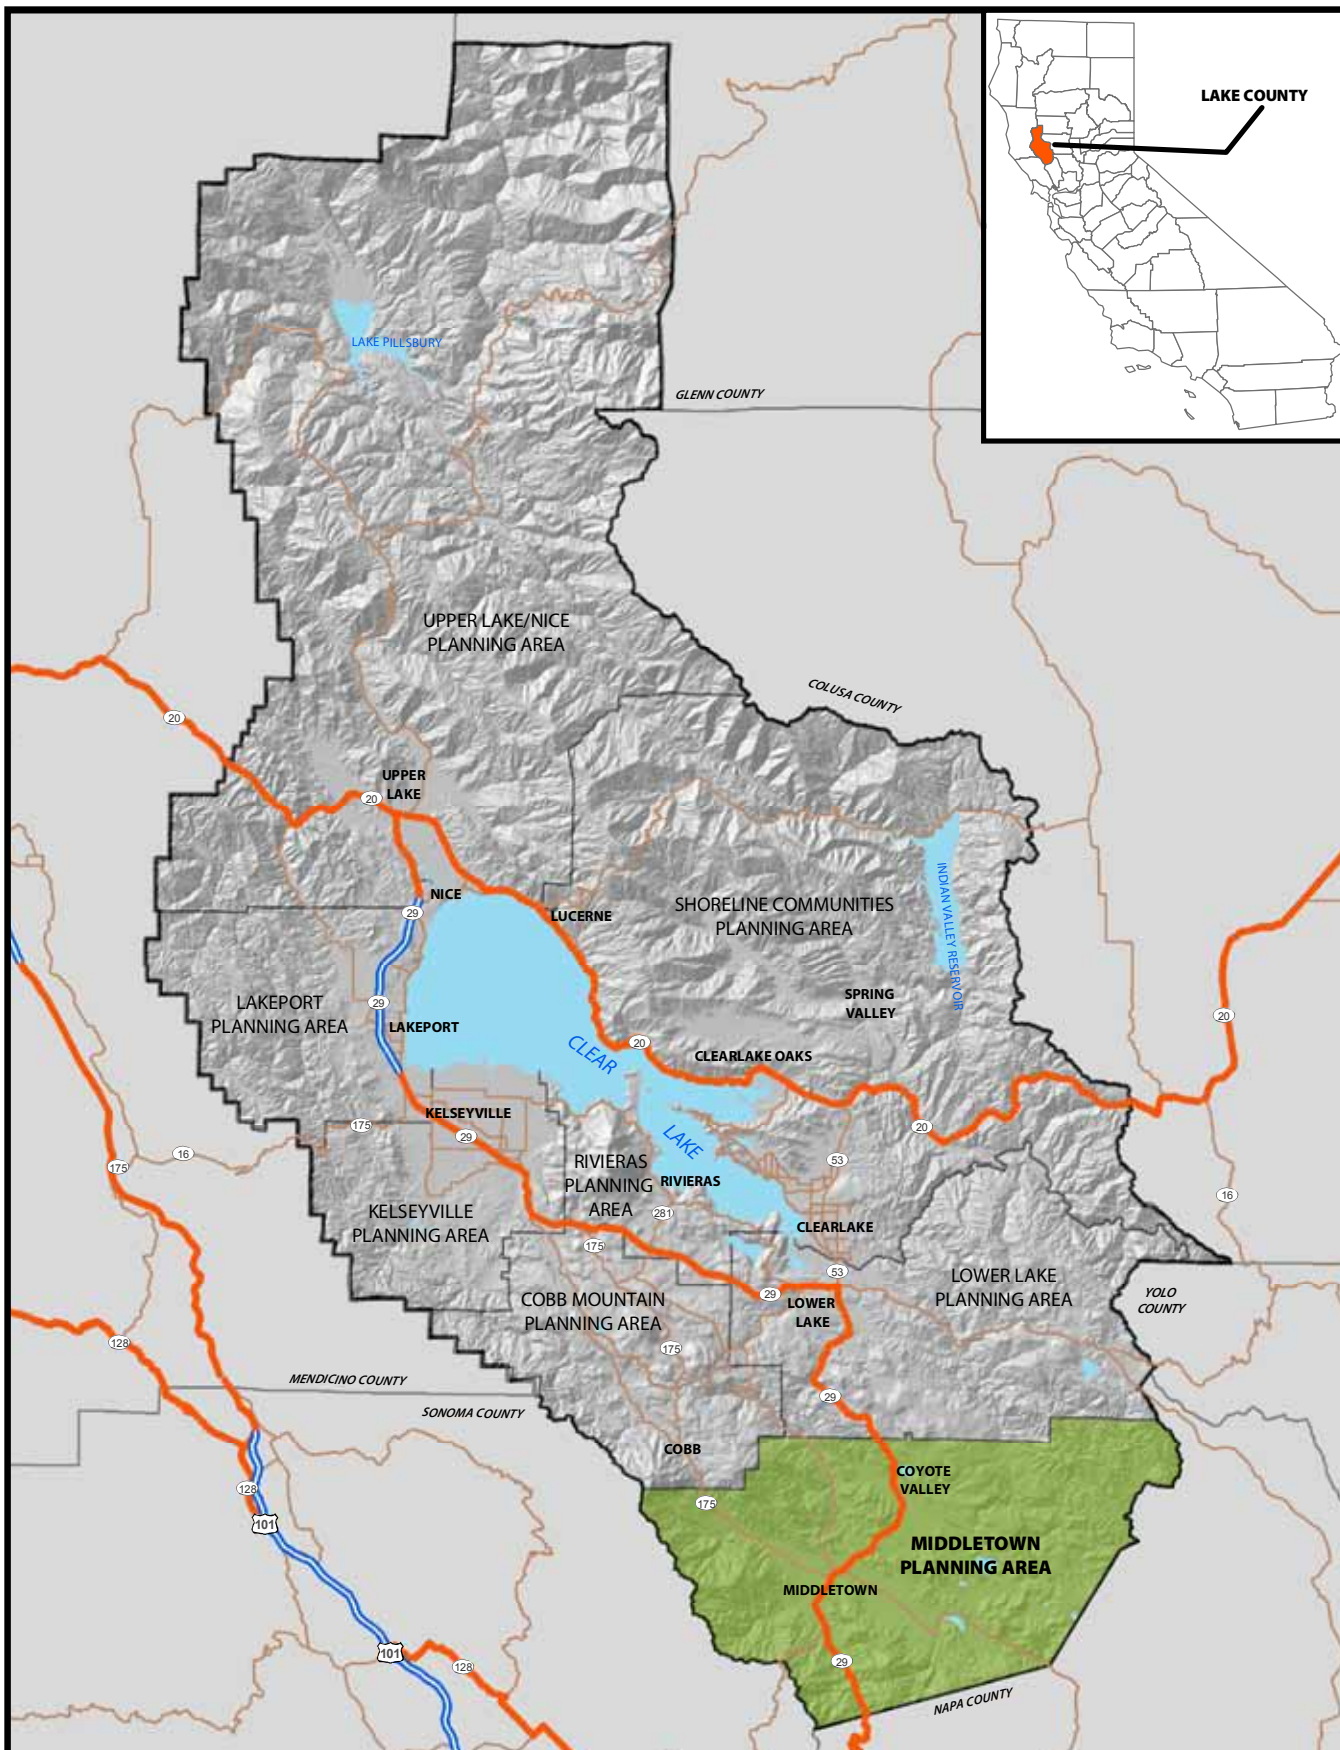 LAKE COUNTY
LAKE PILLSBURY
GLENN COUNTY
UPPER LAKE/NICE
PLANNING AREA
COLUSA COUNTY
20
UPPER
LAKE
20
INDIAN VALLEY RESERVOIR
NICE
29
LUCERNE
SHORELINE COMMUNITIES
PLANNING AREA
LAKEPORT
PLANNING AREA
29
LAKEPORT
SPRING
VALLEY
20
20
CLEAR
LAKE
CLEARLAKE OAKS
KELSEYVILLE
29
175
20
16
175
53
RIVIERAS
PLANNING
AREA
RIVIERAS
16
281
KELSEYVILLE
PLANNING AREA
CLEARLAKE
175
53
LOWER LAKE
PLANNING AREA
YOLO
COUNTY
29
COBB MOUNTAIN
PLANNING AREA
LOWER
LAKE
128
175
MENDICINO COUNTY
29
SONOMA COUNTY
COBB
COYOTE
VALLEY
128
175
101
MIDDLETOWN
PLANNING AREA
MIDDLETOWN
101
128
29
NAPA COUNTY